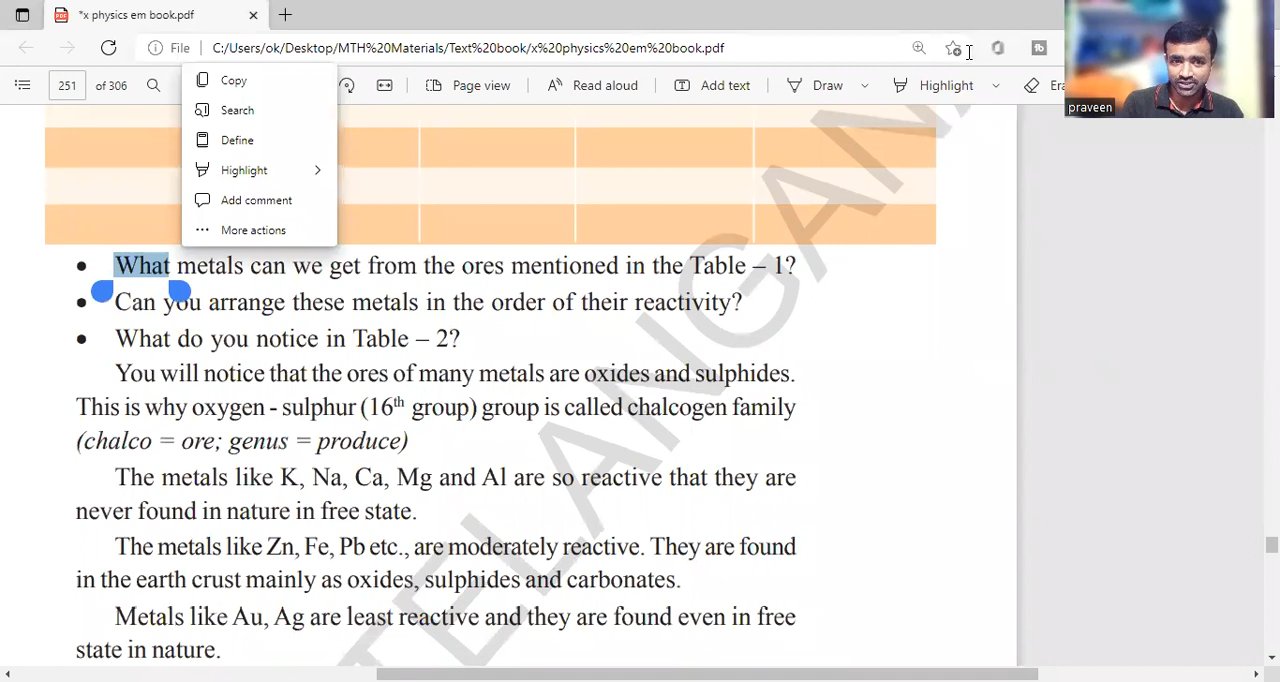 *x physics em book.pdf
File C:/Users/ok/Desktop/MTH%20Materials/Text%20book/x%20physics%20em%20book.pdf
251 of 306 Page view Read aloud Add text Draw Highlight Era
praveen
Copy
Search
Define
Highlight
Add comment
More actions
• What metals can we get from the ores mentioned in the Table – 1?
• Can you arrange these metals in the order of their reactivity?
• What do you notice in Table – 2?
You will notice that the ores of many metals are oxides and sulphides.
This is why oxygen - sulphur (16th group) group is called chalcogen family
(chalco = ore; genus = produce)
The metals like K, Na, Ca, Mg and Al are so reactive that they are
never found in nature in free state.
The metals like Zn, Fe, Pb etc., are moderately reactive. They are found
in the earth crust mainly as oxides, sulphides and carbonates.
Metals like Au, Ag are least reactive and they are found even in free
state in nature.
TELANGANA